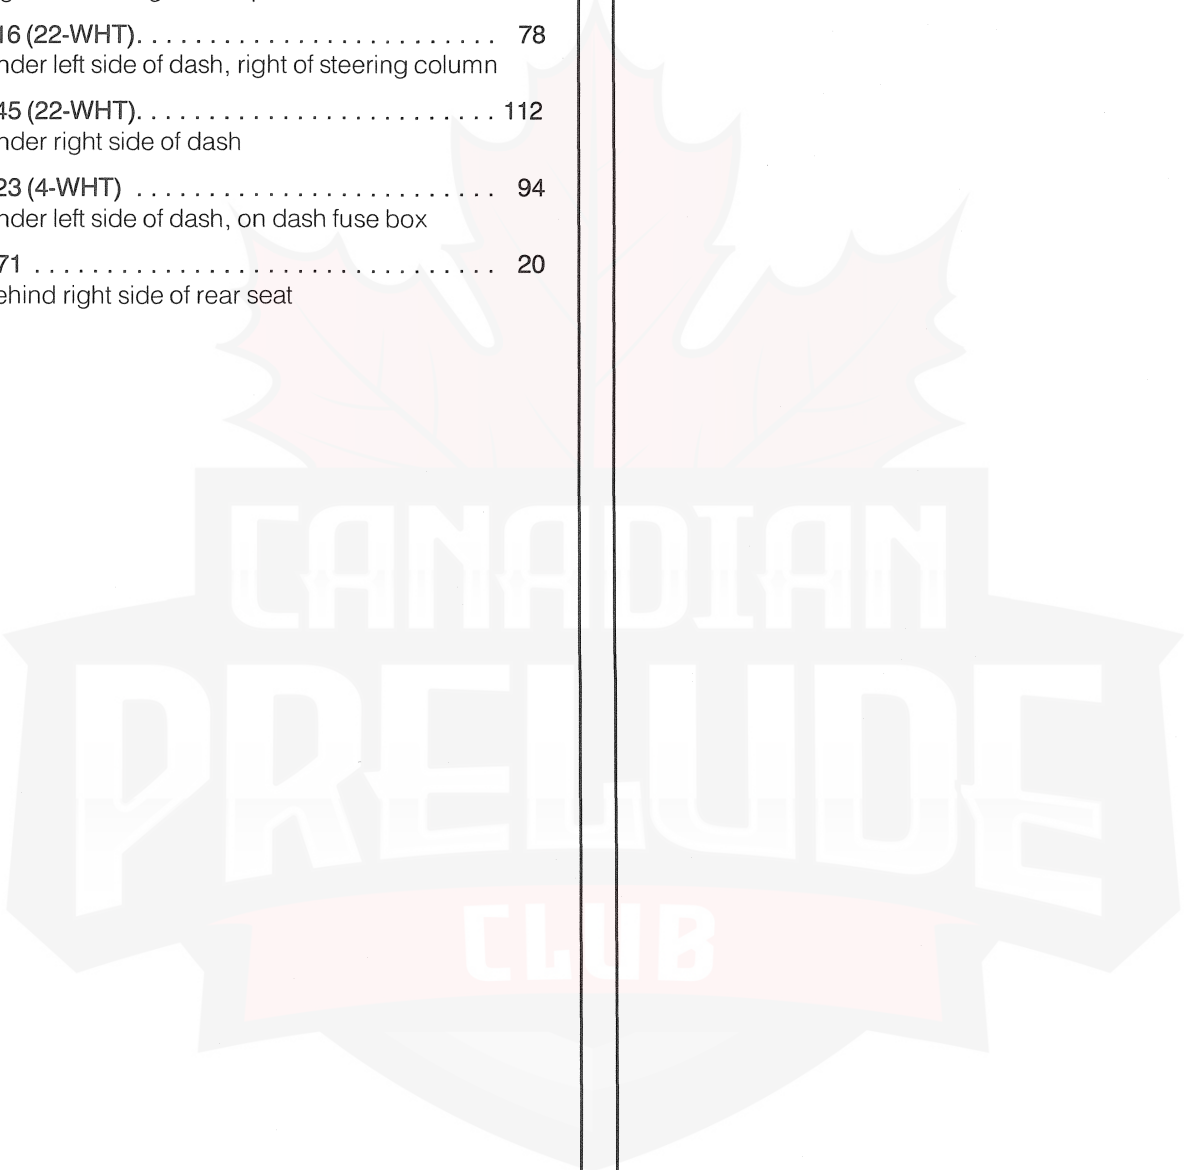 16 (22-WHT). . . . . . . . . . . . . . . . . . . . . . . . . 78
nder left side of dash, right of steering column
45 (22-WHT). . . . . . . . . . . . . . . . . . . . . . . . . 112
nder right side of dash
23 (4-WHT) . . . . . . . . . . . . . . . . . . . . . . . . . 94
nder left side of dash, on dash fuse box
71 . . . . . . . . . . . . . . . . . . . . . . . . . . . . . . . . 20
ehind right side of rear seat
CANADIAN
PRELUDE
CLUB